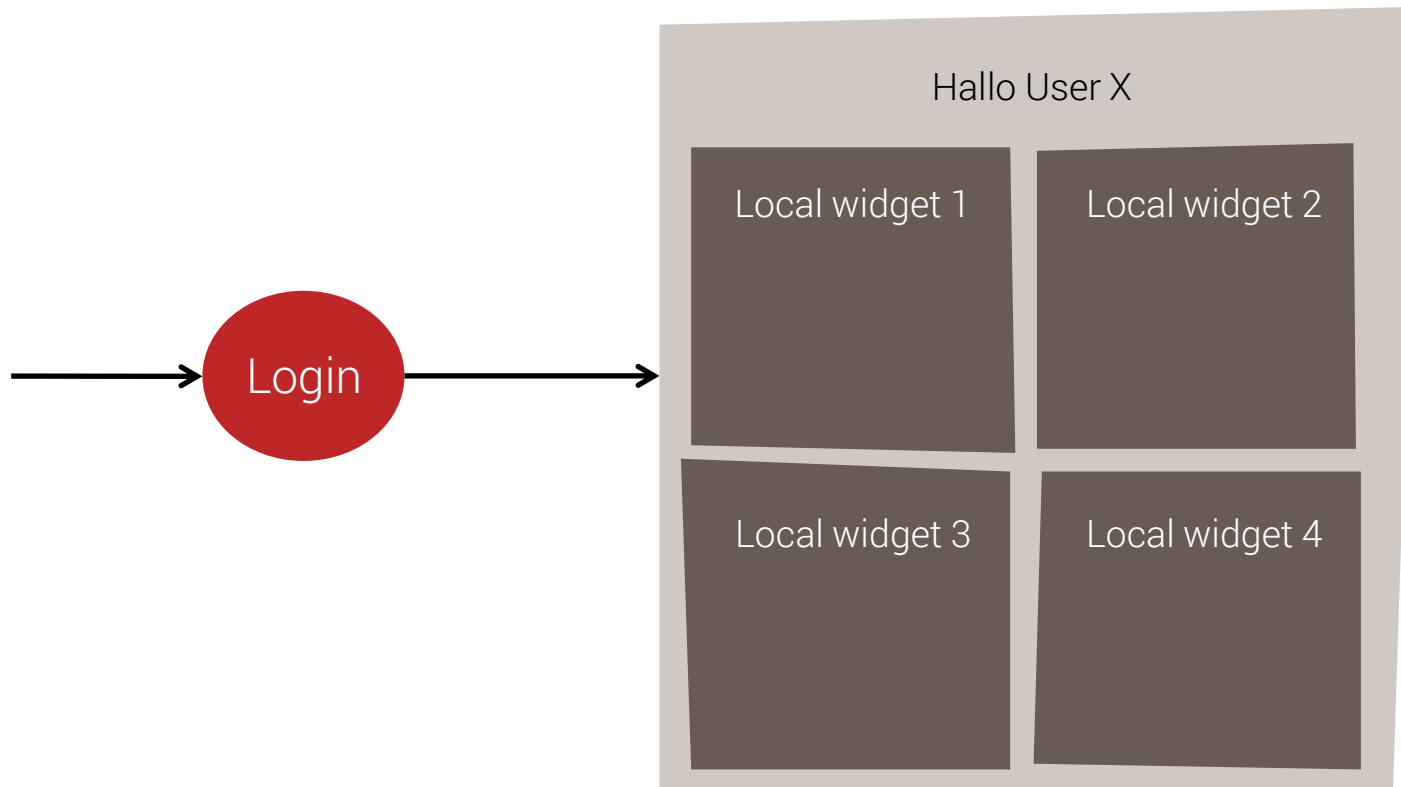 Hallo User X
Local widget 1
Local widget 2
Login
Local widget 3
Local widget 4